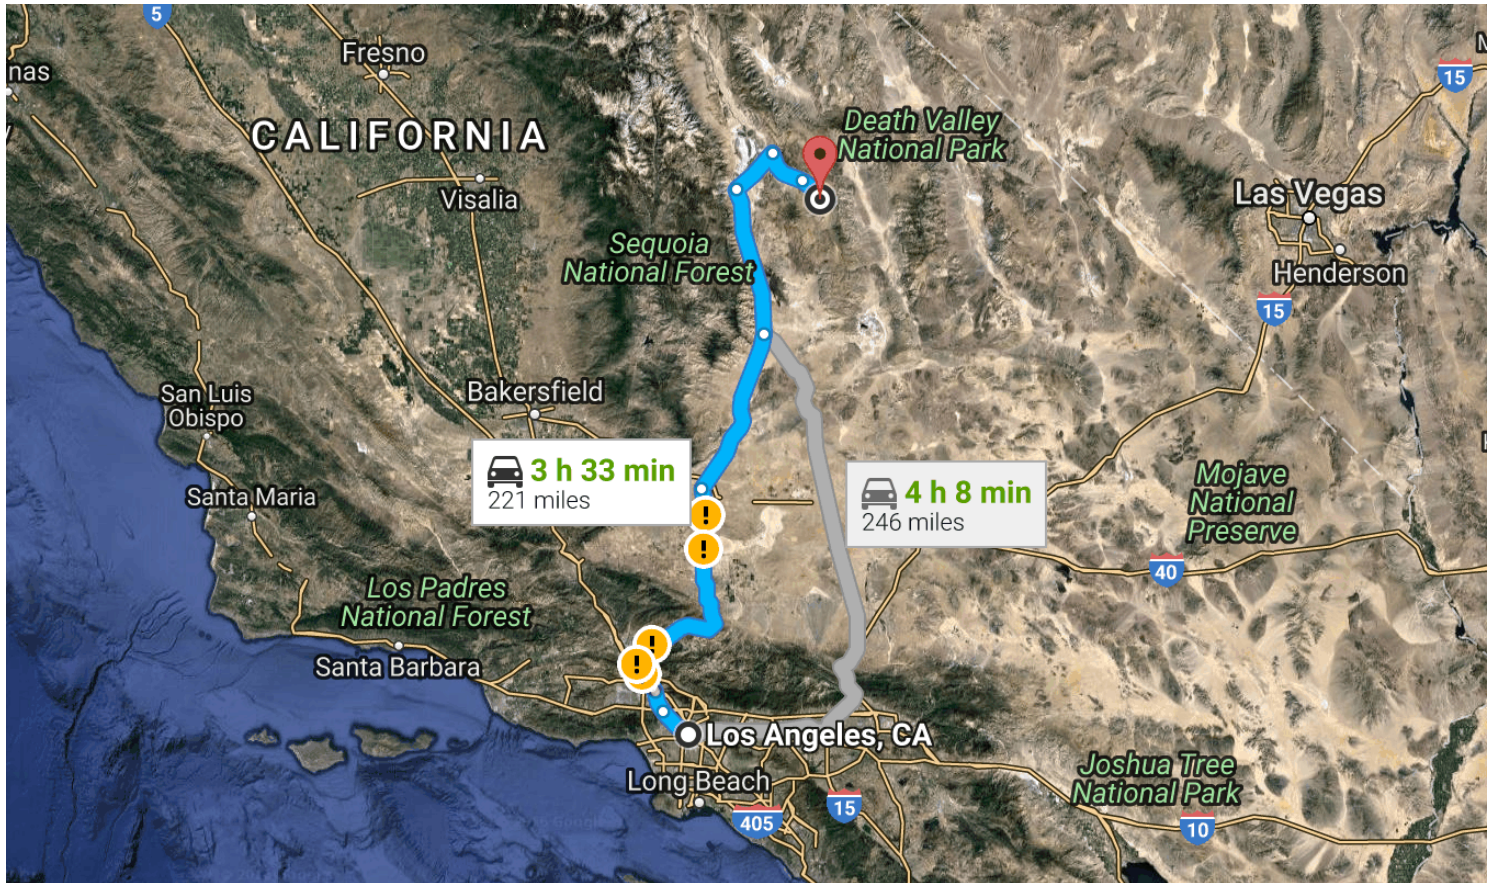 5
Fresno
nas
15
CALIFORNIA
Death Valley
National Park
Visalia
Las Vegas
Sequoia
National Forest
Henderson
15
San Luis
Obispo
Bakersfield
3 h 33 min
221 miles
4 h 8 min
246 miles
Mojave
National
Preserve
Santa Maria
40
Los Padres
National Forest
!
!
!
!
Santa Barbara
Los Angeles, CA
Long Beach
Joshua Tree
National Park
405
15
10